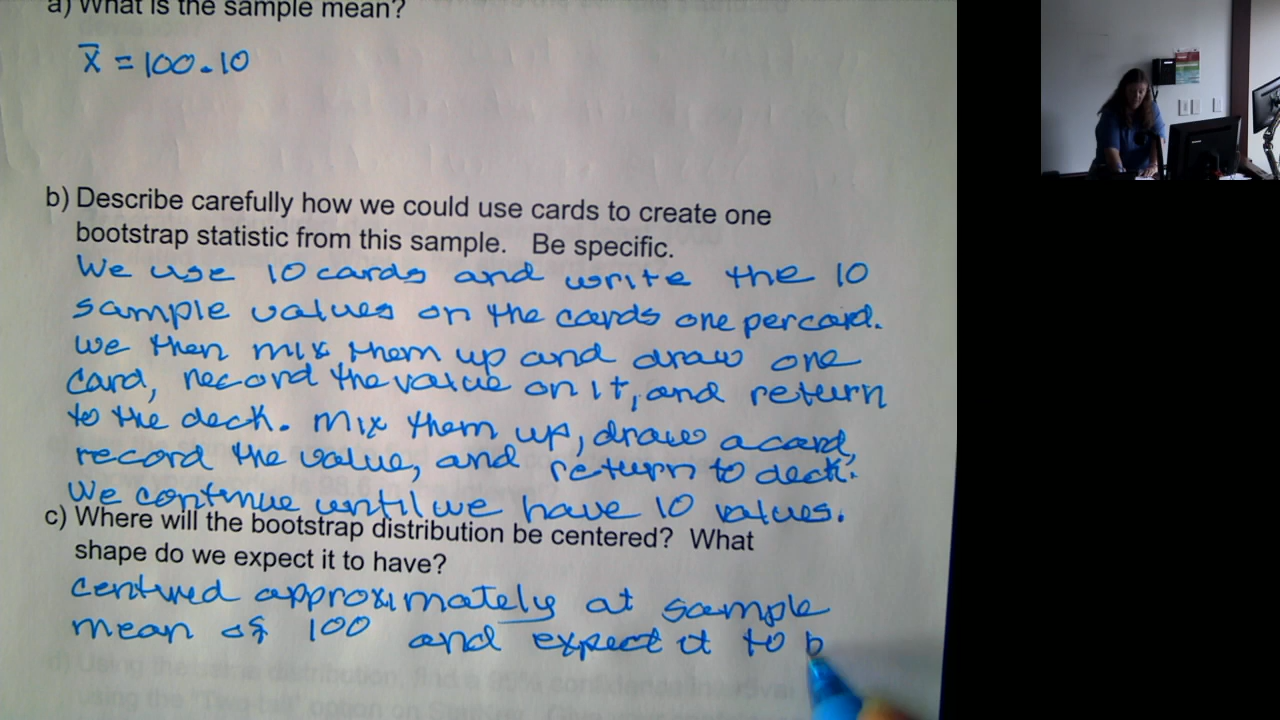 a) What is the sample mean?
x̄ = 100.10
b) Describe carefully how we could use cards to create one
bootstrap statistic from this sample. Be specific.
We use 10 cards and write the 10
sample values on the cards one per card.
We then mix them up and draw one
card, record the value on it, and return
to the deck. Mix them up, draw a card,
record the value, and return to deck.
We continue until we have 10 values.
c) Where will the bootstrap distribution be centered? What
shape do we expect it to have?
centered approximately at sample
mean of 100 and expect it to b